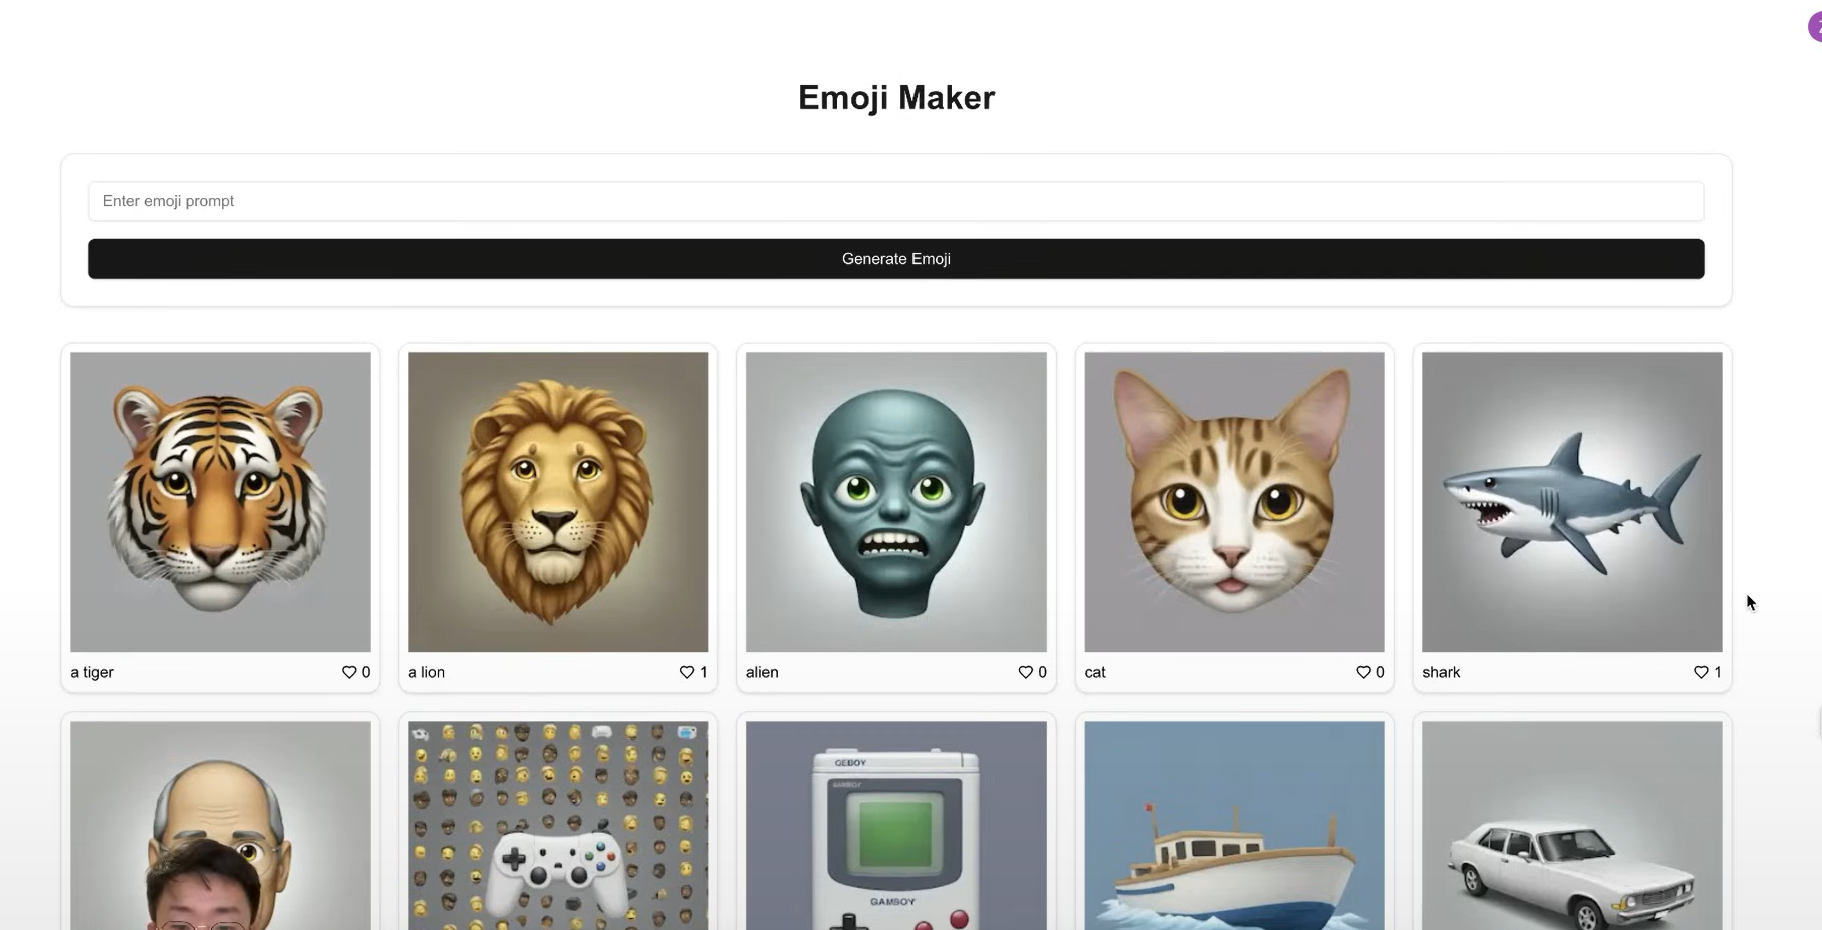 Emoji Maker
Enter emoji prompt
Generate Emoji
a tiger
0
a lion
1
alien
0
cat
0
shark
1
GEBOY
GAMBOY